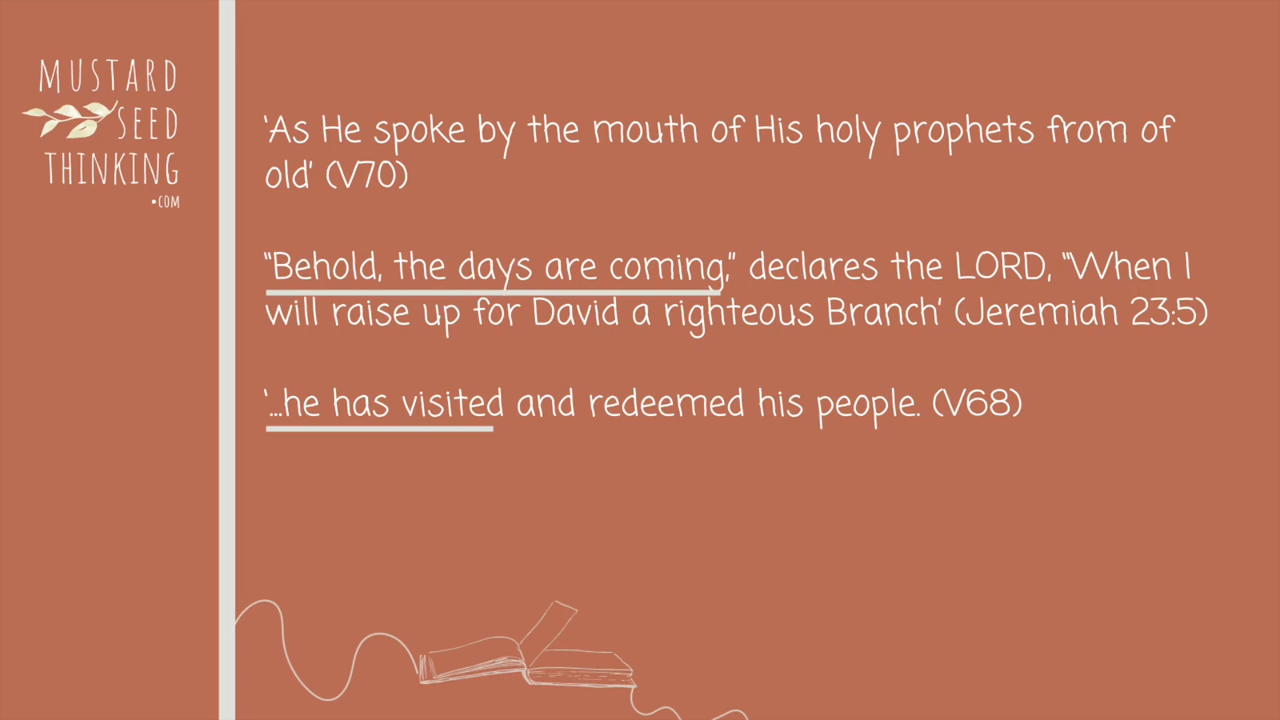 MUSTARD
SEED
THINKING
.COM
‘As He spoke by the mouth of His holy prophets from of
old’ (V70)
“Behold, the days are coming,” declares the LORD, “When I
will raise up for David a righteous Branch’ (Jeremiah 23:5)
‘...he has visited and redeemed his people. (V68)